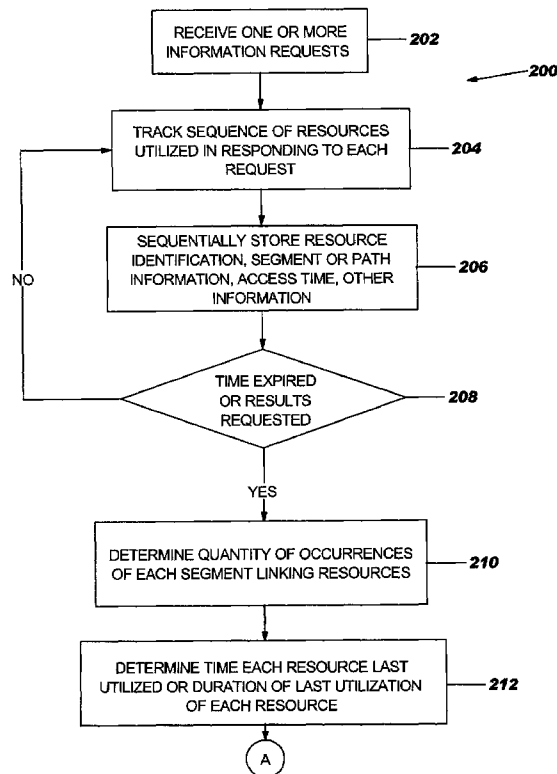 RECEIVE ONE OR MORE
INFORMATION REQUESTS
202
200
TRACK SEQUENCE OF RESOURCES
UTILIZED IN RESPONDING TO EACH
REQUEST
204
SEQUENTIALLY STORE RESOURCE
IDENTIFICATION, SEGMENT OR PATH
INFORMATION, ACCESS TIME, OTHER
INFORMATION
206
NO
TIME EXPIRED
OR RESULTS
REQUESTED
208
YES
DETERMINE QUANTITY OF OCCURRENCES
OF EACH SEGMENT LINKING RESOURCES
210
DETERMINE TIME EACH RESOURCE LAST
UTILIZED OR DURATION OF LAST UTILIZATION
OF EACH RESOURCE
212
A